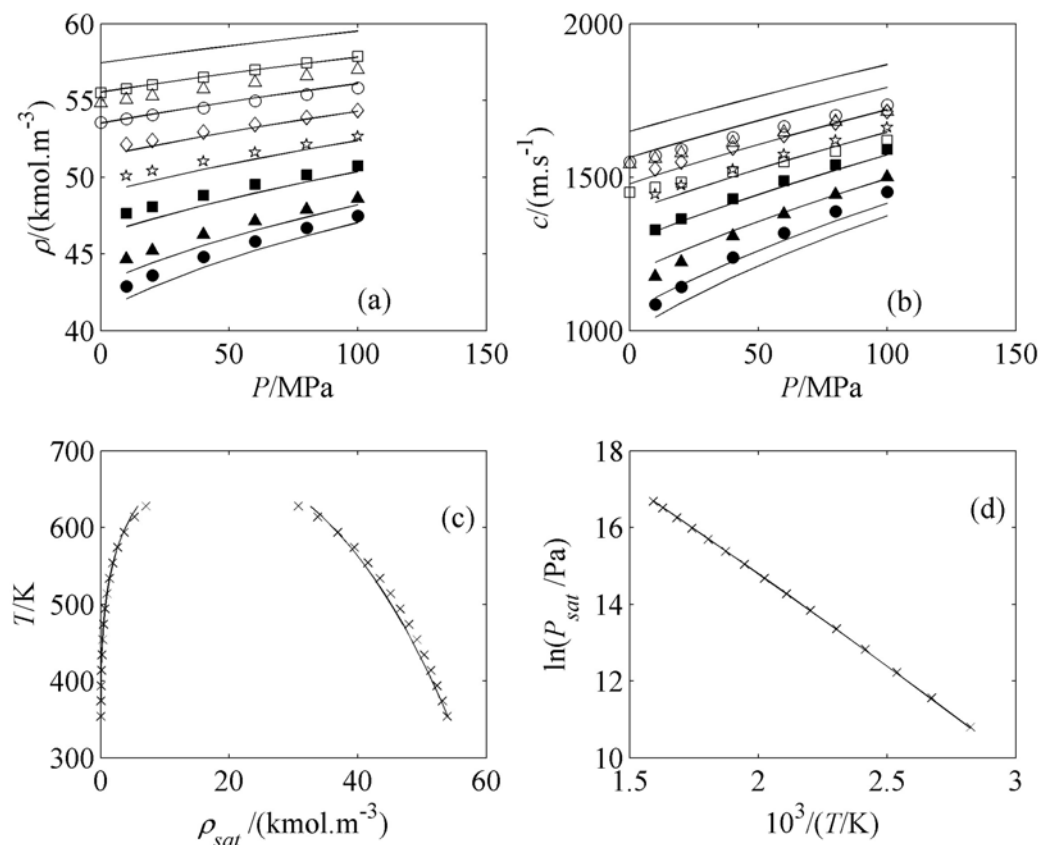 60
55
50
45
40
ρ/(kmol.m⁻³)
(a)
0
50
100
150
P/MPa
2000
1500
1000
c/(m.s⁻¹)
(b)
0
50
100
150
P/MPa
700
600
500
400
300
T/K
(c)
0
20
40
60
ρ_sat /(kmol.m⁻³)
18
16
14
12
10
ln(P_sat /Pa)
(d)
1.5
2
2.5
3
10³/(T/K)